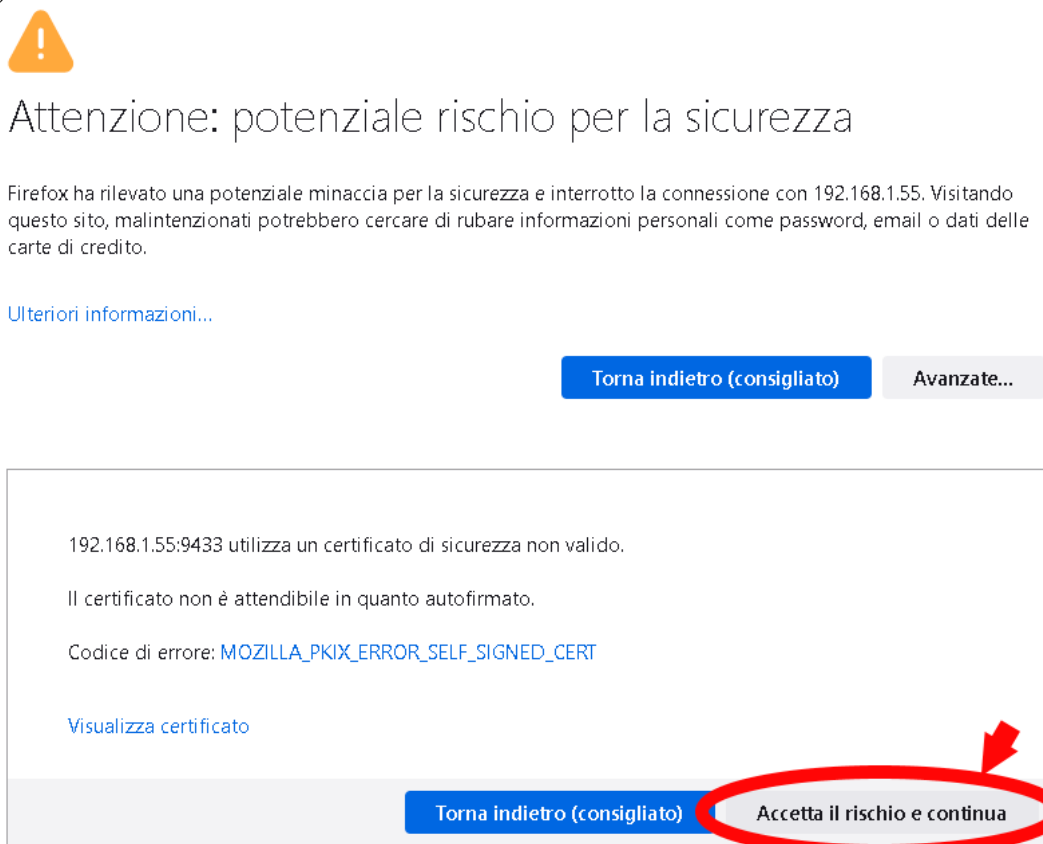 Attenzione: potenziale rischio per la sicurezza
Firefox ha rilevato una potenziale minaccia per la sicurezza e interrotto la connessione con 192.168.1.55. Visitando
questo sito, malintenzionati potrebbero cercare di rubare informazioni personali come password, email o dati delle
carte di credito.
Ulteriori informazioni...
Torna indietro (consigliato) Avanzate...
192.168.1.55:9433 utilizza un certificato di sicurezza non valido.
Il certificato non è attendibile in quanto autofirmato.
Codice di errore: MOZILLA_PKIX_ERROR_SELF_SIGNED_CERT
Visualizza certificato
Torna indietro (consigliato) Accetta il rischio e continua